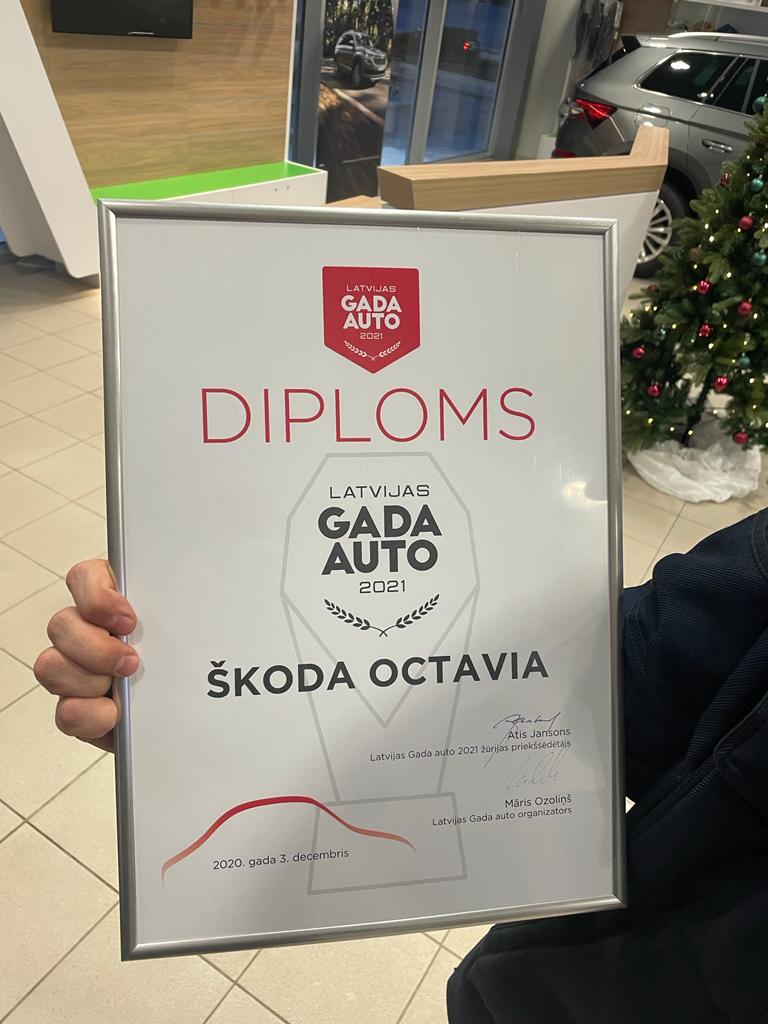 LATVIJAS
GADA
AUTO
2021
DIPLOMS
LATVIJAS
GADA
AUTO
2021
ŠKODA OCTAVIA
Atis Jansons
Latvijas Gada auto 2021 žūrijas priekšsēdētājs
Māris Ozoliņš
Latvijas Gada auto organizators
2020. gada 3. decembris